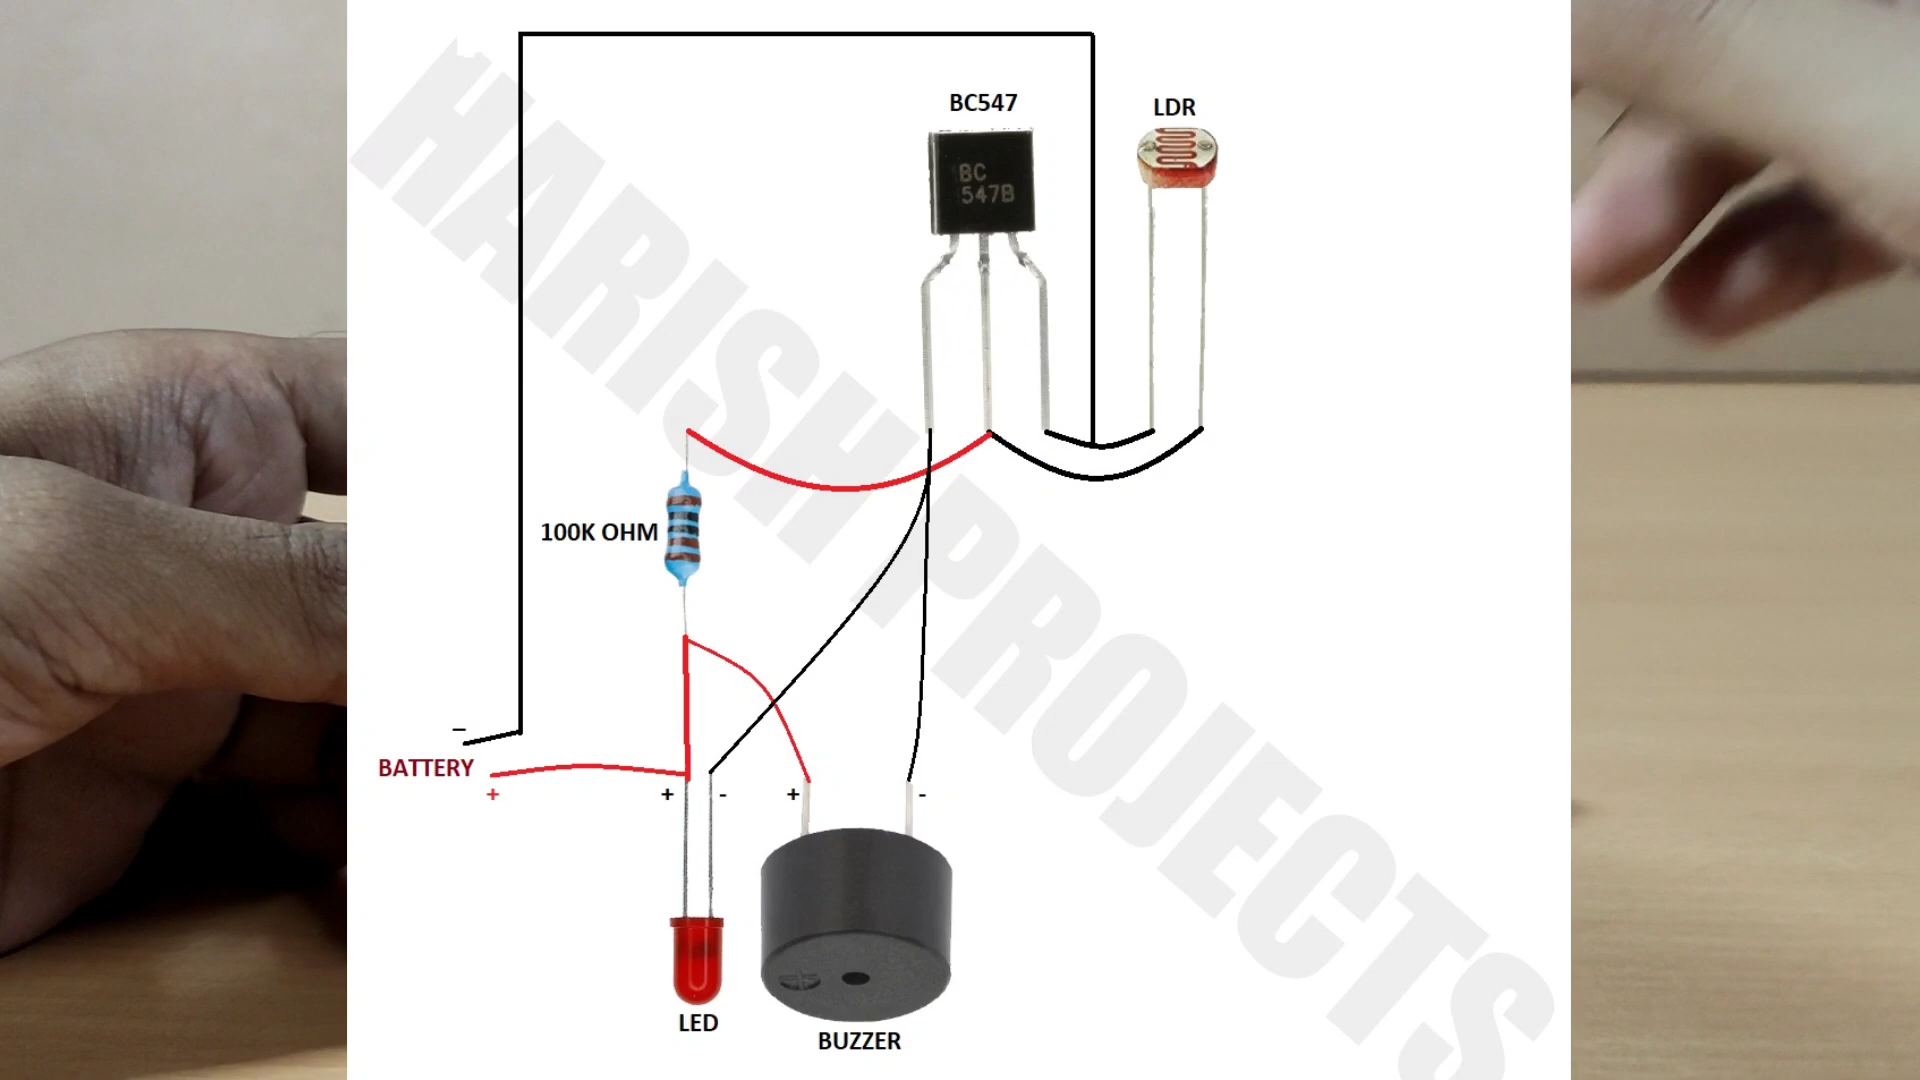 BC547
LDR
BC
547B
100K OHM
–
BATTERY
+
+
-
+
-
LED
BUZZER
HARISH PROJECTS